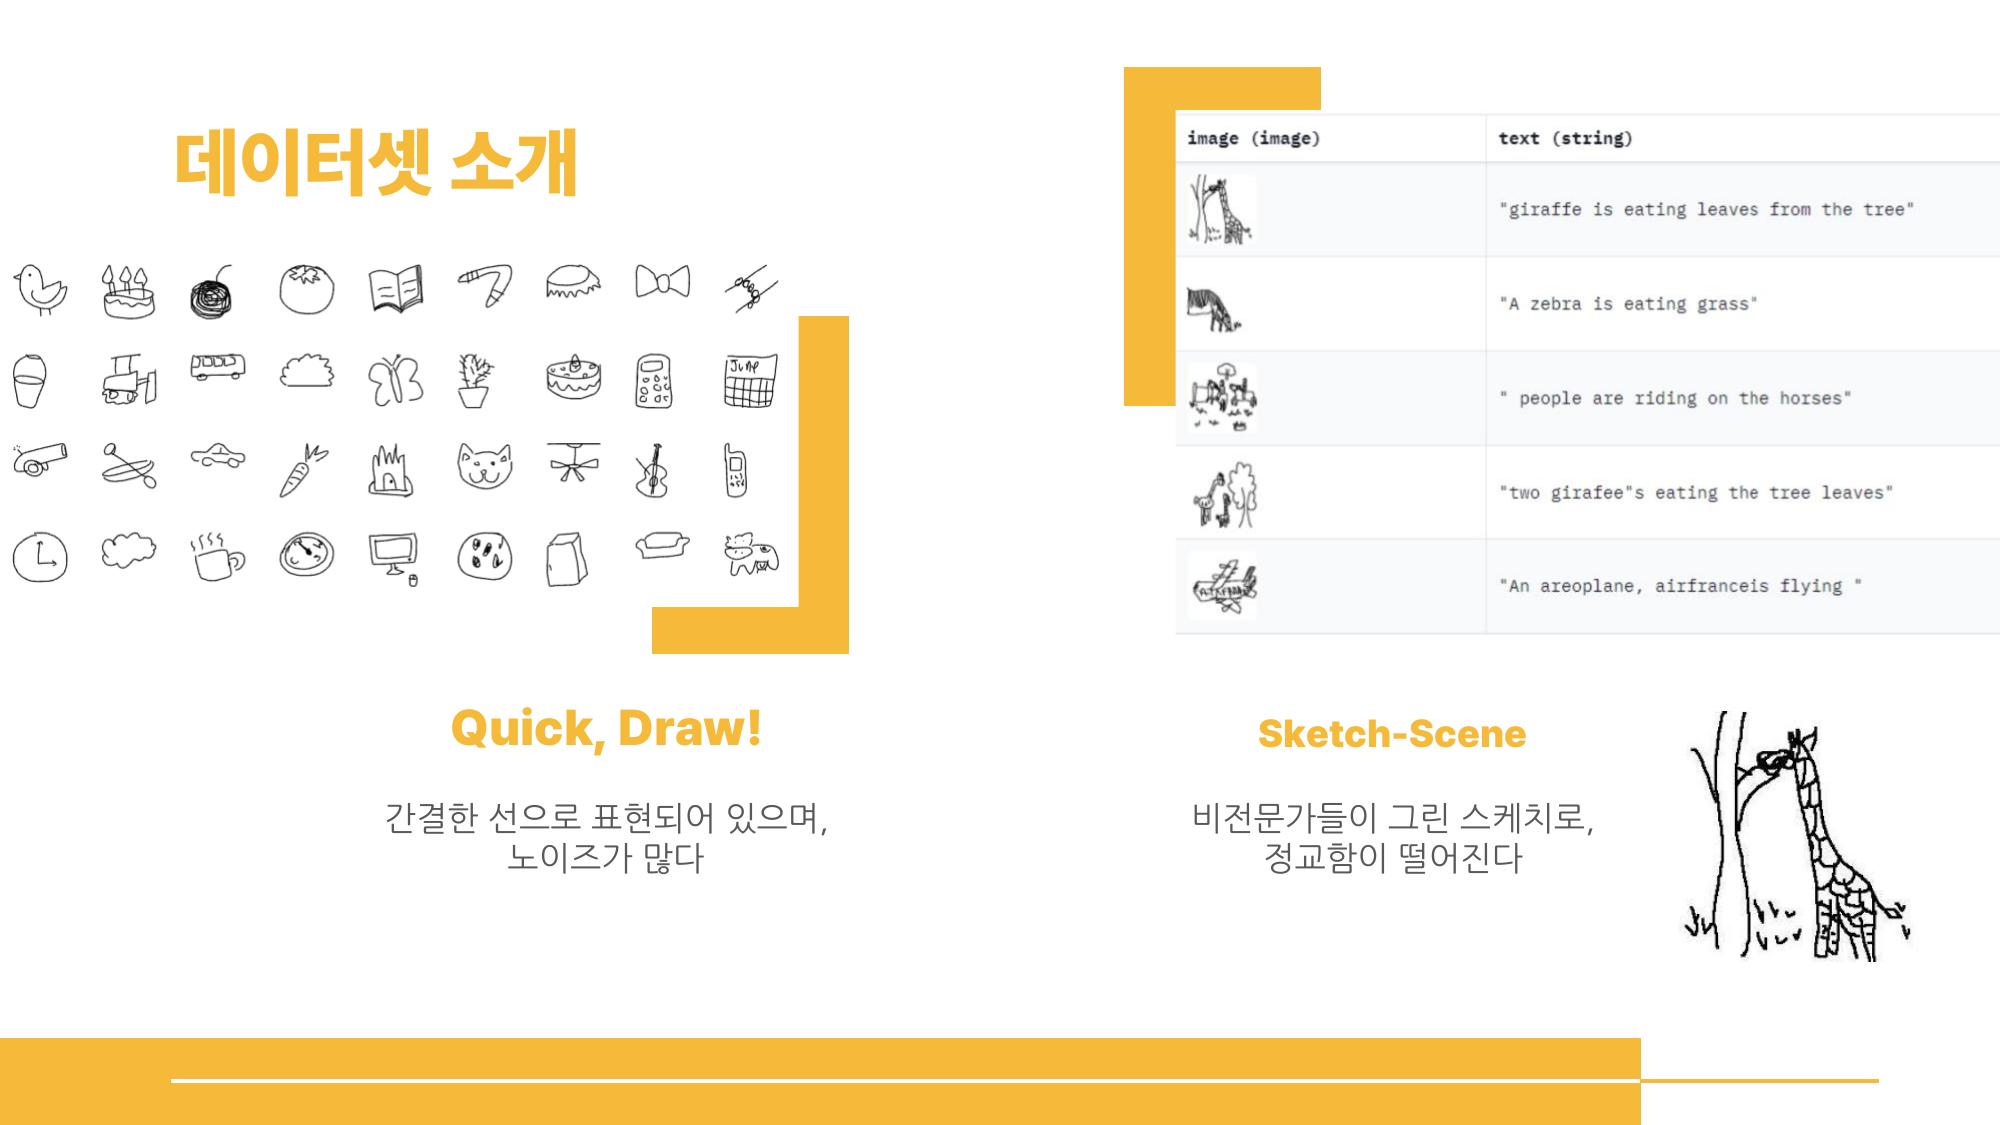 데이터셋 소개
June
image (image)
text (string)
"giraffe is eating leaves from the tree"
"A zebra is eating grass"
" people are riding on the horses"
"two girafee"s eating the tree leaves"
"An areoplane, airfranceis flying "
Quick, Draw!
간결한 선으로 표현되어 있으며,
노이즈가 많다
Sketch-Scene
비전문가들이 그린 스케치로,
정교함이 떨어진다